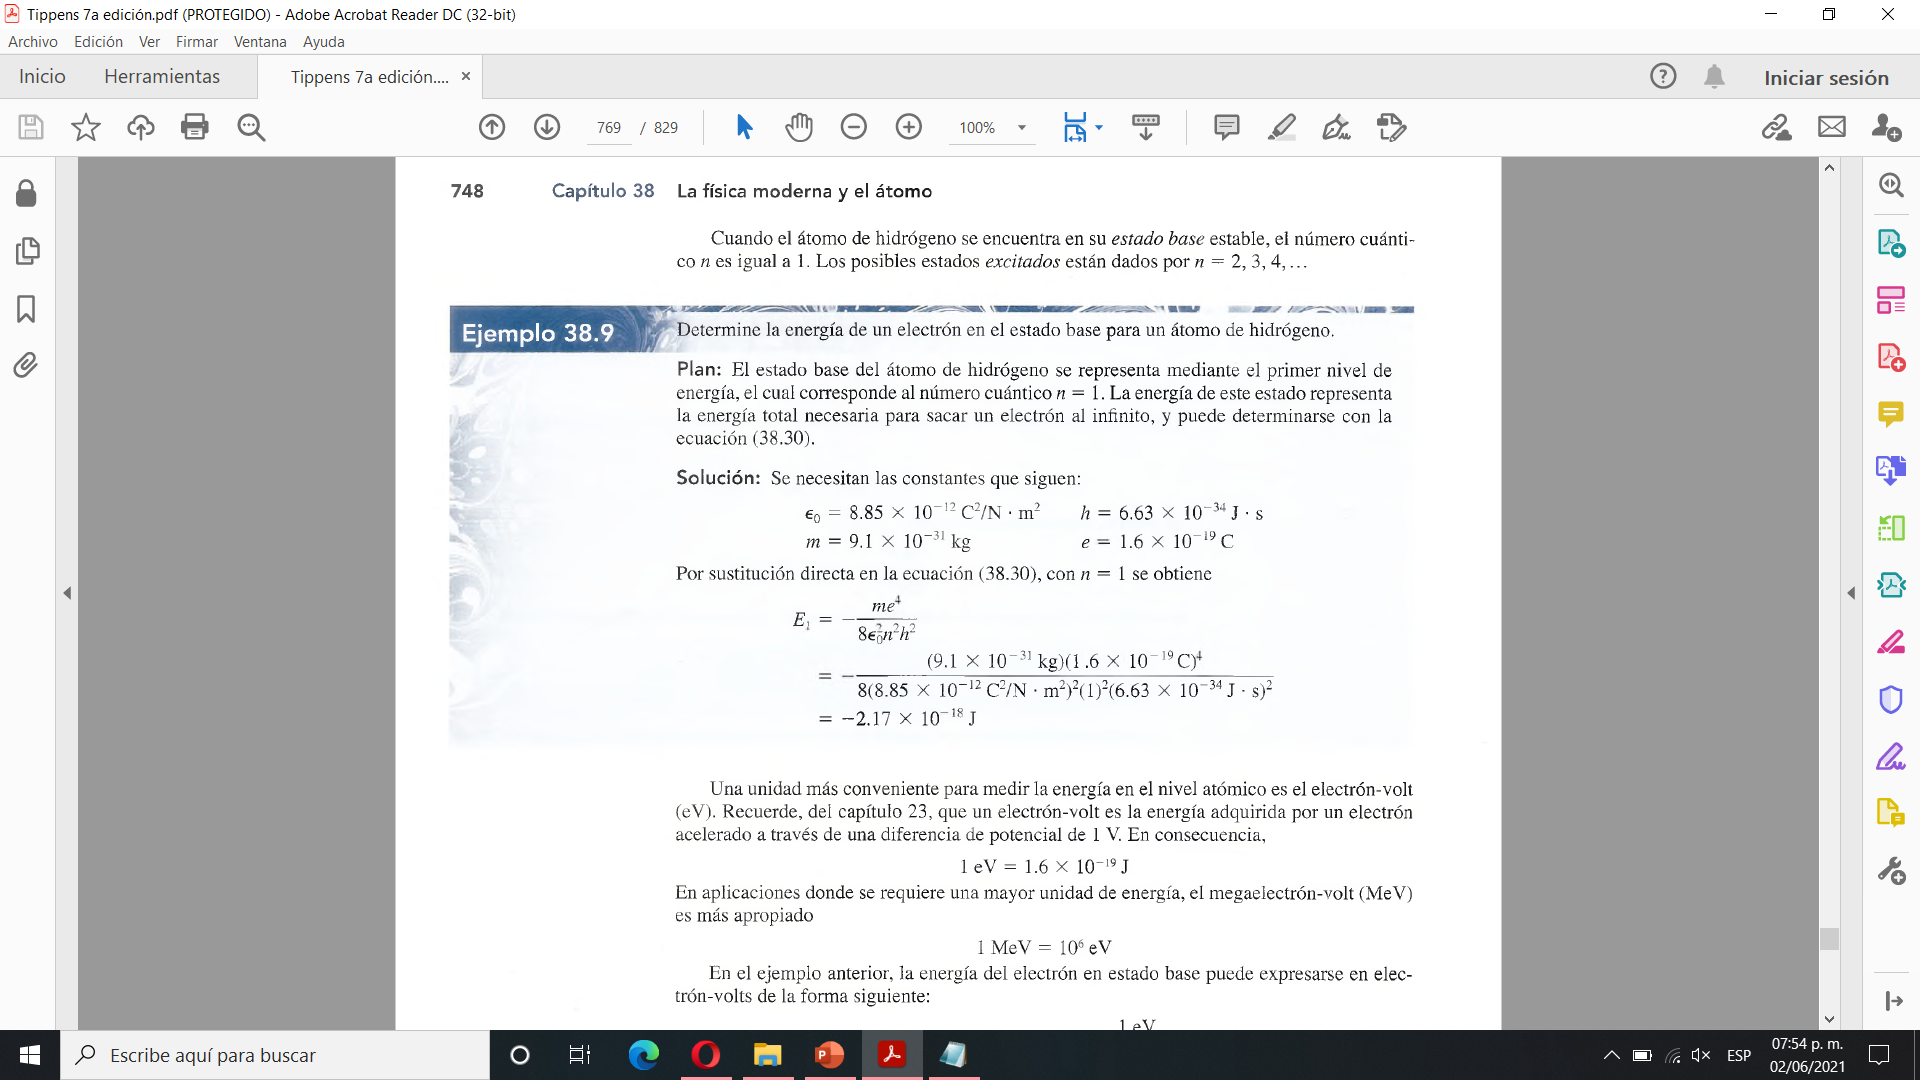 Tippens 7a edición.pdf (PROTEGIDO) - Adobe Acrobat Reader DC (32-bit)
Archivo Edición Ver Firmar Ventana Ayuda
Inicio Herramientas Tippens 7a edición.... × Iniciar sesión
769 / 829 100%
748 Capítulo 38 La física moderna y el átomo
Cuando el átomo de hidrógeno se encuentra en su estado base estable, el número cuánti-
co n es igual a 1. Los posibles estados excitados están dados por n = 2, 3, 4, …
Ejemplo 38.9 Determine la energía de un electrón en el estado base para un átomo de hidrógeno.
Plan: El estado base del átomo de hidrógeno se representa mediante el primer nivel de
energía, el cual corresponde al número cuántico n = 1. La energía de este estado representa
la energía total necesaria para sacar un electrón al infinito, y puede determinarse con la
ecuación (38.30).
Solución: Se necesitan las constantes que siguen:
ϵ₀ = 8.85 × 10⁻¹² C²/N · m² h = 6.63 × 10⁻³⁴ J · s
m = 9.1 × 10⁻³¹ kg e = 1.6 × 10⁻¹⁹ C
Por sustitución directa en la ecuación (38.30), con n = 1 se obtiene
E₁ = − me⁴
8ϵ₀²n²h²
= − (9.1 × 10⁻³¹ kg)(1.6 × 10⁻¹⁹ C)⁴
8(8.85 × 10⁻¹² C²/N · m²)²(1)²(6.63 × 10⁻³⁴ J · s)²
= −2.17 × 10⁻¹⁸ J
Una unidad más conveniente para medir la energía en el nivel atómico es el electrón-volt
(eV). Recuerde, del capítulo 23, que un electrón-volt es la energía adquirida por un electrón
acelerado a través de una diferencia de potencial de 1 V. En consecuencia,
1 eV = 1.6 × 10⁻¹⁹ J
En aplicaciones donde se requiere una mayor unidad de energía, el megaelectrón-volt (MeV)
es más apropiado
1 MeV = 10⁶ eV
En el ejemplo anterior, la energía del electrón en estado base puede expresarse en elec-
trón-volts de la forma siguiente:
1 eV
Escribe aquí para buscar
ESP
07:54 p. m.
02/06/2021